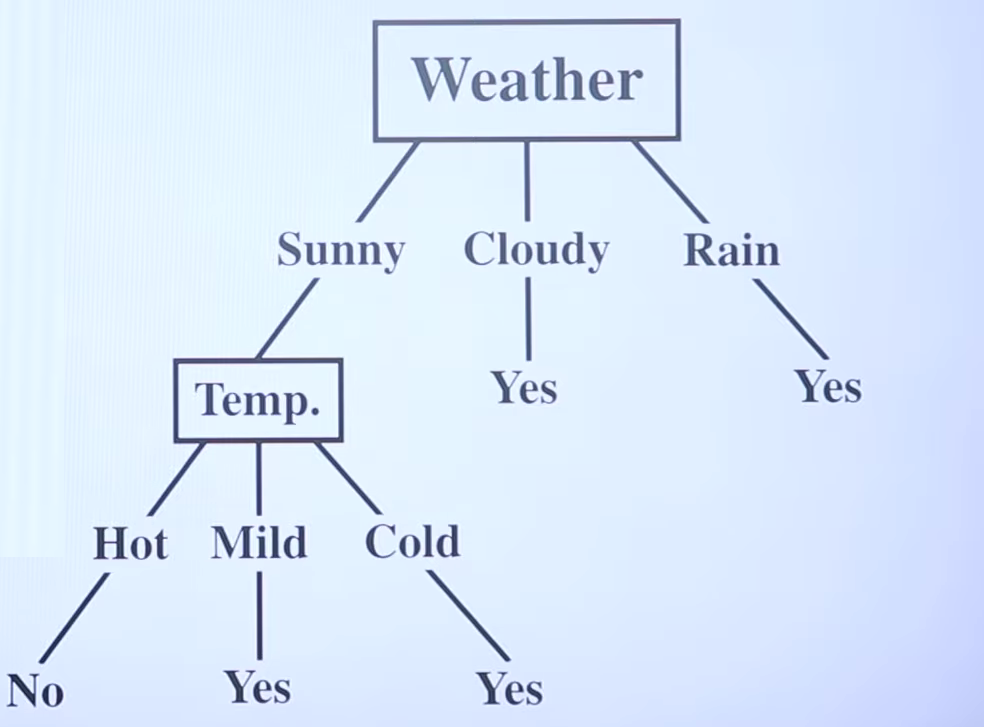 Weather
Sunny Cloudy Rain
Temp. Yes Yes
Hot Mild Cold
No Yes Yes